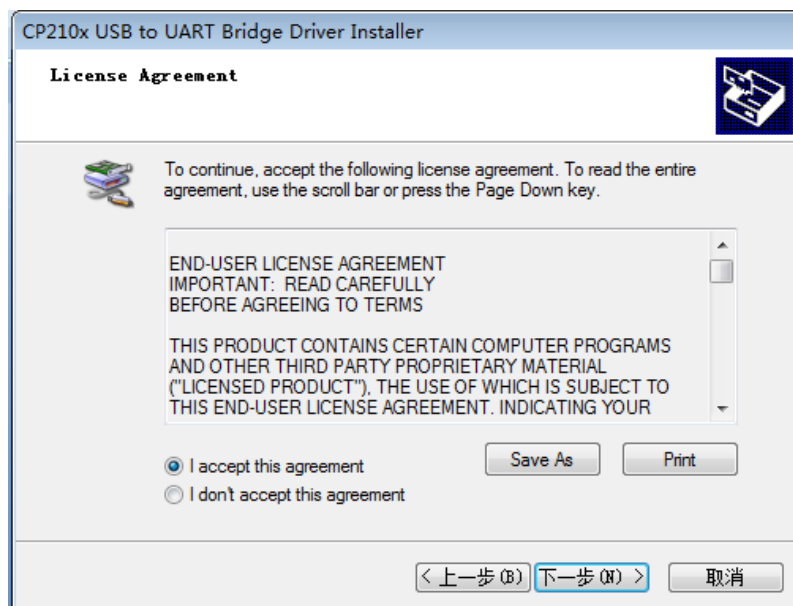 CP210x USB to UART Bridge Driver Installer
License Agreement
To continue, accept the following license agreement. To read the entire
agreement, use the scroll bar or press the Page Down key.
END-USER LICENSE AGREEMENT
IMPORTANT:  READ CAREFULLY
BEFORE AGREEING TO TERMS
THIS PRODUCT CONTAINS CERTAIN COMPUTER PROGRAMS
AND OTHER THIRD PARTY PROPRIETARY MATERIAL
("LICENSED PRODUCT"), THE USE OF WHICH IS SUBJECT TO
THIS END-USER LICENSE AGREEMENT. INDICATING YOUR
I accept this agreement
Save As
Print
I don't accept this agreement
< 上一步(B)
下一步(N) >
取消